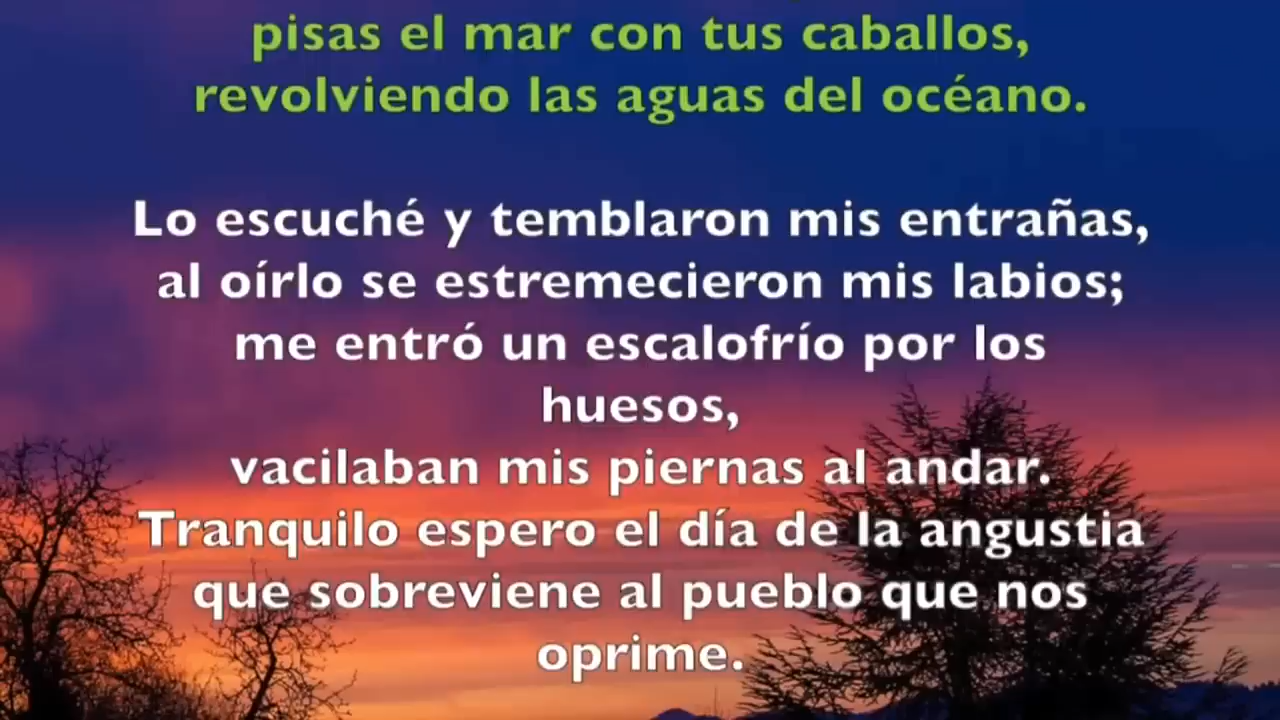 pisas el mar con tus caballos,
revolviendo las aguas del océano.
Lo escuché y temblaron mis entrañas,
al oírlo se estremecieron mis labios;
me entró un escalofrío por los
huesos,
vacilaban mis piernas al andar.
Tranquilo espero el día de la angustia
que sobreviene al pueblo que nos
oprime.